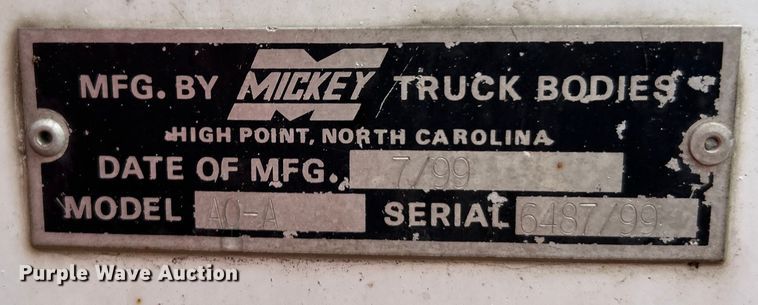 MFG. BY MICKEY TRUCK BODIES
HIGH POINT, NORTH CAROLINA
DATE OF MFG. 7/99
MODEL AQ-A SERIAL 6487/99
Purple Wave Auction